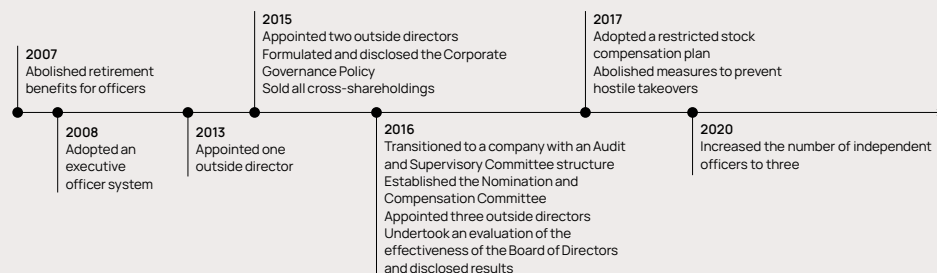 2007
Abolished retirement
benefits for officers
2008
Adopted an
executive
officer system
2013
Appointed one
outside director
2015
Appointed two outside directors
Formulated and disclosed the Corporate
Governance Policy
Sold all cross-shareholdings
2016
Transitioned to a company with an Audit
and Supervisory Committee structure
Established the Nomination and
Compensation Committee
Appointed three outside directors
Undertook an evaluation of the
effectiveness of the Board of Directors
and disclosed results
2017
Adopted a restricted stock
compensation plan
Abolished measures to prevent
hostile takeovers
2020
Increased the number of independent
officers to three